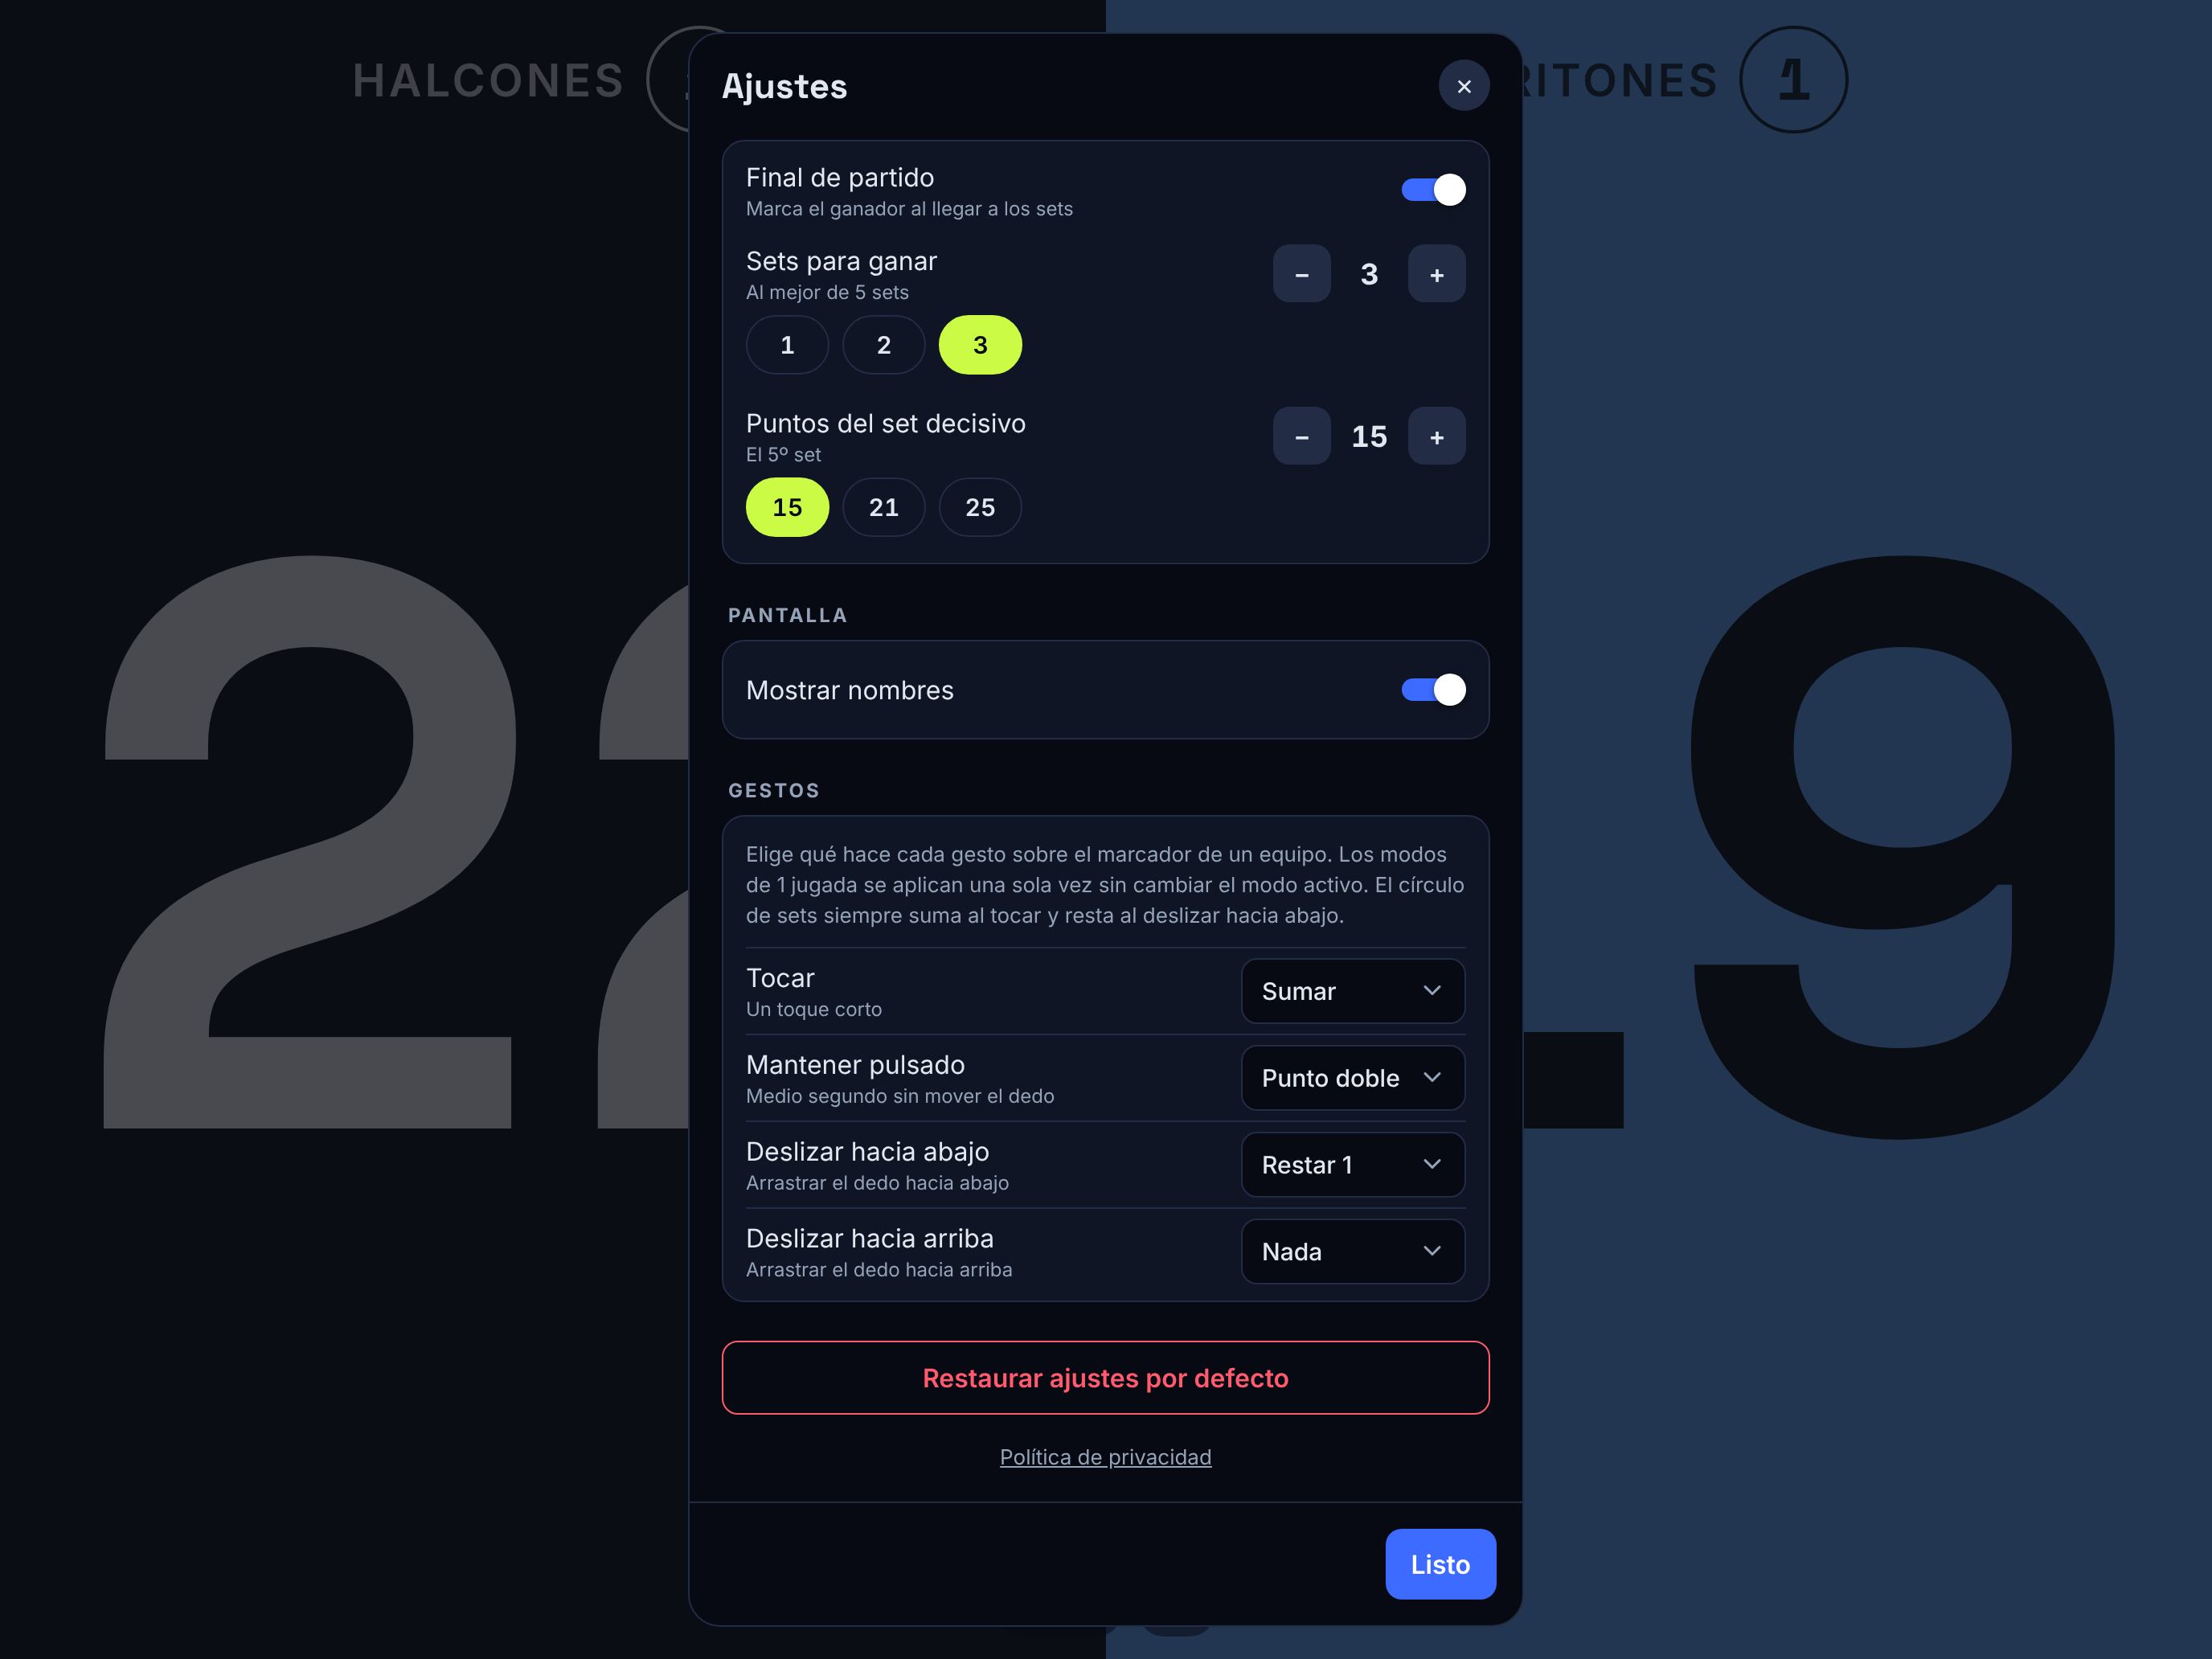 HALCONES
RITONES 1
Ajustes
×
Final de partido
Marca el ganador al llegar a los sets
Sets para ganar
Al mejor de 5 sets
− 3 +
1 2 3
Puntos del set decisivo
El 5º set
− 15 +
15 21 25
PANTALLA
Mostrar nombres
GESTOS
Elige qué hace cada gesto sobre el marcador de un equipo. Los modos
de 1 jugada se aplican una sola vez sin cambiar el modo activo. El círculo
de sets siempre suma al tocar y resta al deslizar hacia abajo.
Tocar
Un toque corto
Sumar
Mantener pulsado
Medio segundo sin mover el dedo
Punto doble
Deslizar hacia abajo
Arrastrar el dedo hacia abajo
Restar 1
Deslizar hacia arriba
Arrastrar el dedo hacia arriba
Nada
Restaurar ajustes por defecto
Política de privacidad
Listo
22
9